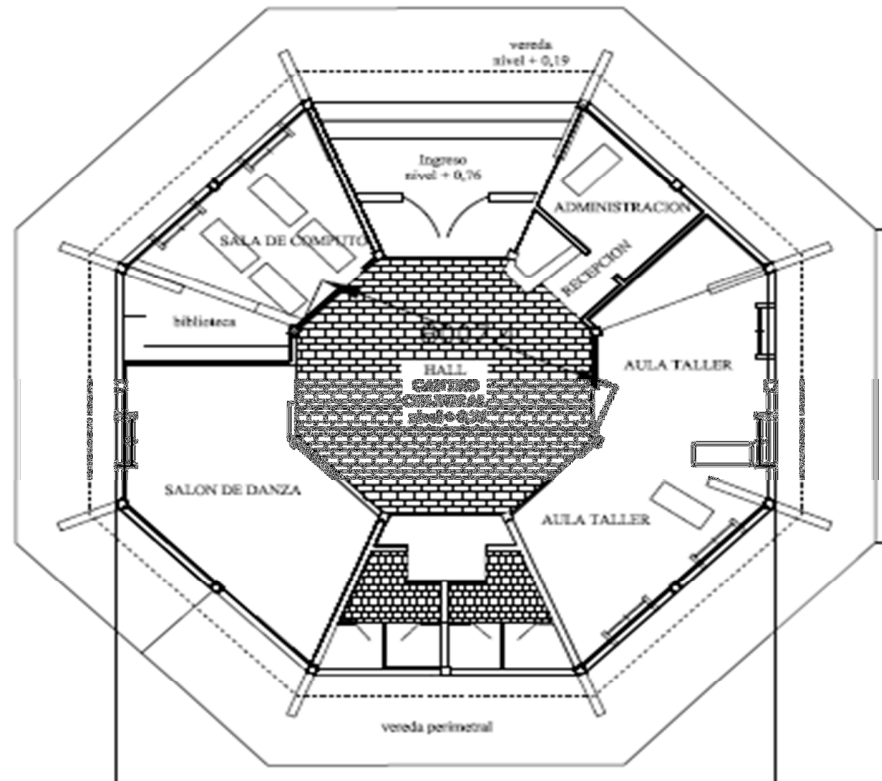 vereda
nivel + 0,19
Ingreso
nivel + 0,76
ADMINISTRACION
SALA DE COMPUTO
RECEPCION
biblioteca
AULA TALLER
HALL
SALON DE DANZA
AULA TALLER
vereda perimetral